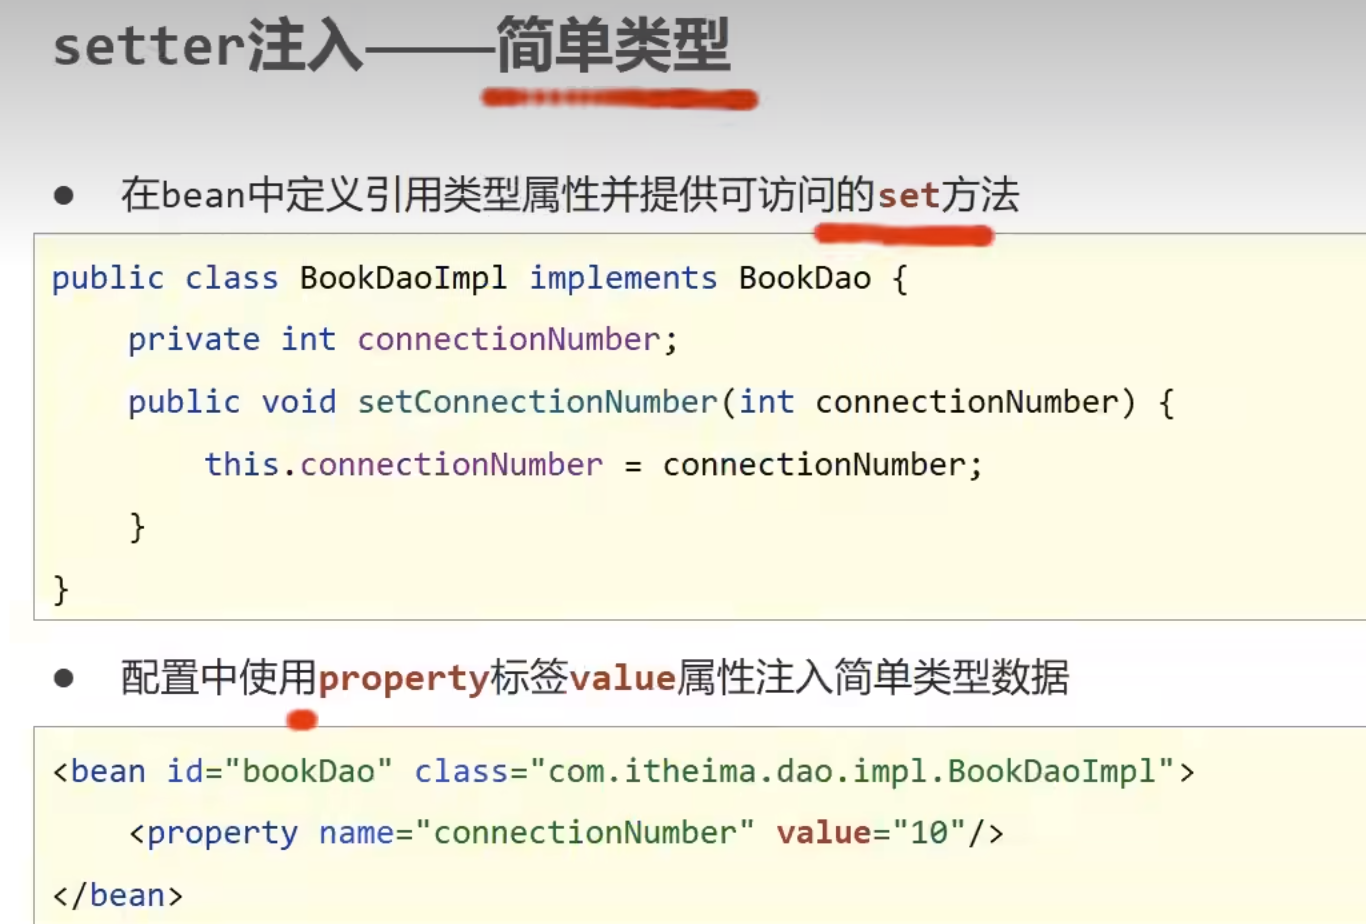 setter注入——简单类型
● 在bean中定义引用类型属性并提供可访问的set方法
public class BookDaoImpl implements BookDao {
    private int connectionNumber;
    public void setConnectionNumber(int connectionNumber) {
        this.connectionNumber = connectionNumber;
    }
}
● 配置中使用property标签value属性注入简单类型数据
<bean id="bookDao" class="com.itheima.dao.impl.BookDaoImpl">
    <property name="connectionNumber" value="10"/>
</bean>